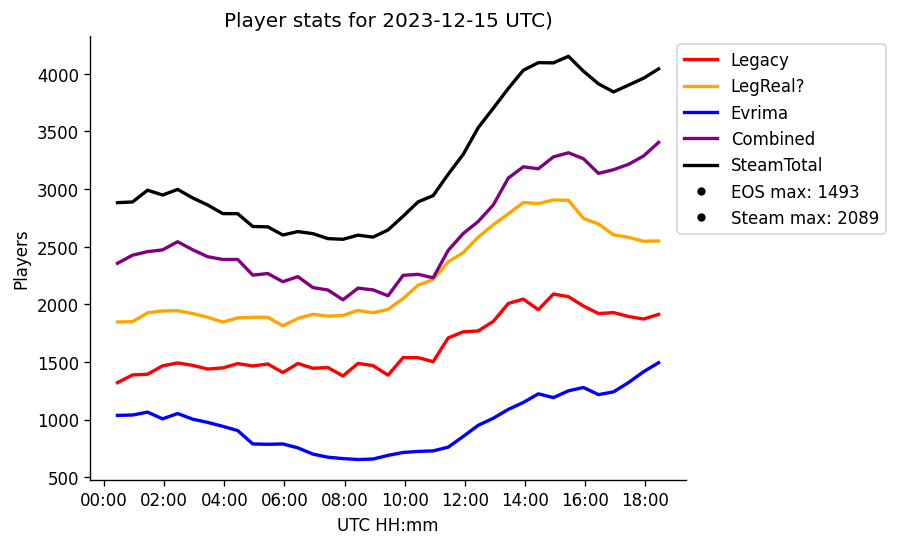 Player stats for 2023-12-15 UTC)
Players
4000
3500
3000
2500
2000
1500
1000
500
00:00 02:00 04:00 06:00 08:00 10:00 12:00 14:00 16:00 18:00
UTC HH:mm
Legacy
LegReal?
Evrima
Combined
SteamTotal
EOS max: 1493
Steam max: 2089